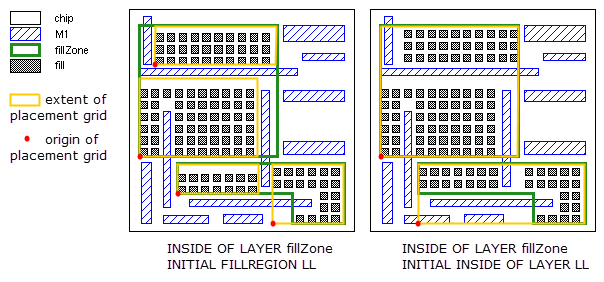 chip
M1
fillZone
fill
extent of
placement grid
origin of
placement grid
INSIDE OF LAYER fillZone
INITIAL FILLREGION LL
INSIDE OF LAYER fillZone
INITIAL INSIDE OF LAYER LL